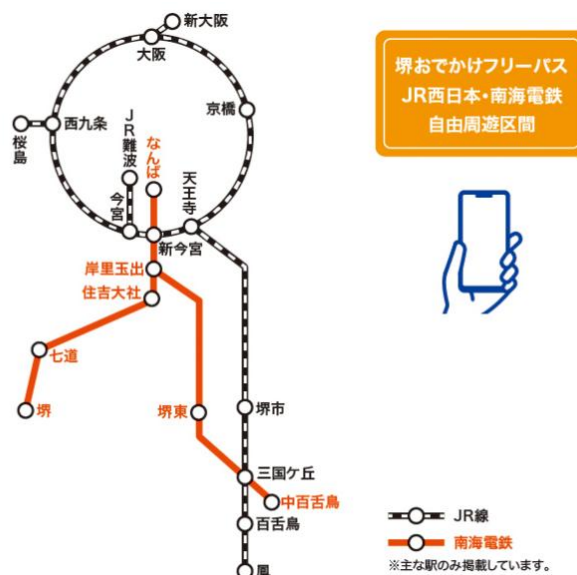 新大阪
大阪
京橋
西九条
桜島
JR難波
なんば
天王寺
今宮
新今宮
岸里玉出
住吉大社
七道
堺
堺東
堺市
三国ケ丘
中百舌鳥
百舌鳥
鳳
堺おでかけフリーパス
JR西日本・南海電鉄
自由周遊区間
JR線
南海電鉄
※主な駅のみ掲載しています。